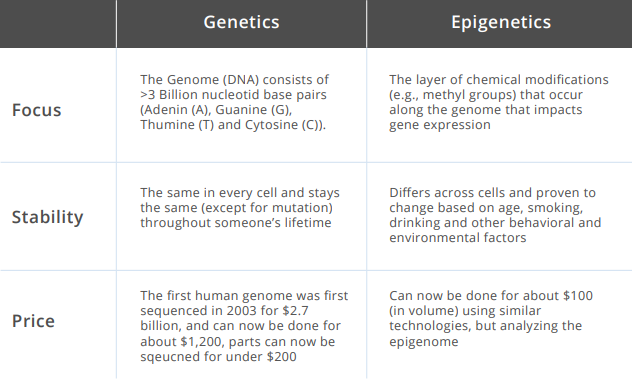 Genetics
Epigenetics
Focus
The Genome (DNA) consists of
>3 Billion nucleotid base pairs
(Adenin (A), Guanine (G),
Thumine (T) and Cytosine (C)).
The layer of chemical modifications
(e.g., methyl groups) that occur
along the genome that impacts
gene expression
Stability
The same in every cell and stays
the same (except for mutation)
throughout someone’s lifetime
Differs across cells and proven to
change based on age, smoking,
drinking and other behavioral and
environmental factors
Price
The first human genome was first
sequenced in 2003 for $2.7
billion, and can now be done for
about $1,200, parts can now be
sqeucned for under $200
Can now be done for about $100
(in volume) using similar
technologies, but analyzing the
epigenome